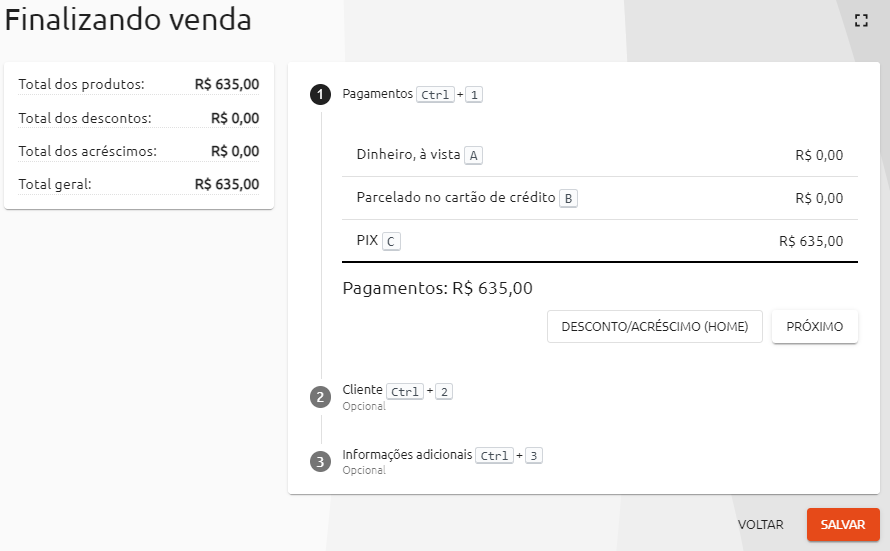 Finalizando venda
Total dos produtos: R$ 635,00
Total dos descontos: R$ 0,00
Total dos acréscimos: R$ 0,00
Total geral: R$ 635,00
1 Pagamentos Ctrl + 1
Dinheiro, à vista A R$ 0,00
Parcelado no cartão de crédito B R$ 0,00
PIX C R$ 635,00
Pagamentos: R$ 635,00
DESCONTO/ACRÉSCIMO (HOME) PRÓXIMO
2 Cliente Ctrl + 2
Opcional
3 Informações adicionais Ctrl + 3
Opcional
VOLTAR SALVAR